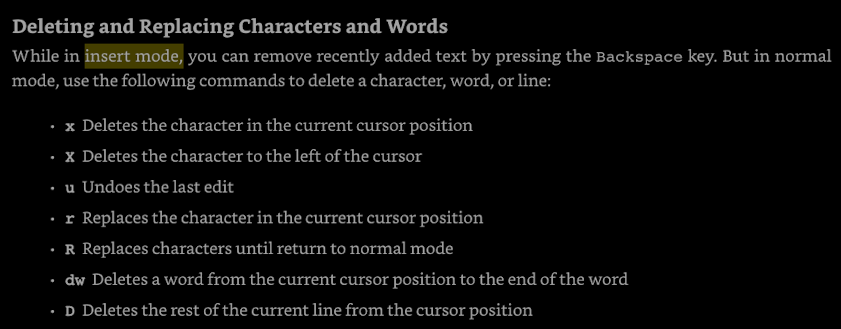 Deleting and Replacing Characters and Words
While in insert mode, you can remove recently added text by pressing the Backspace key. But in normal
mode, use the following commands to delete a character, word, or line:
• x Deletes the character in the current cursor position
• X Deletes the character to the left of the cursor
• u Undoes the last edit
• r Replaces the character in the current cursor position
• R Replaces characters until return to normal mode
• dw Deletes a word from the current cursor position to the end of the word
• D Deletes the rest of the current line from the cursor position